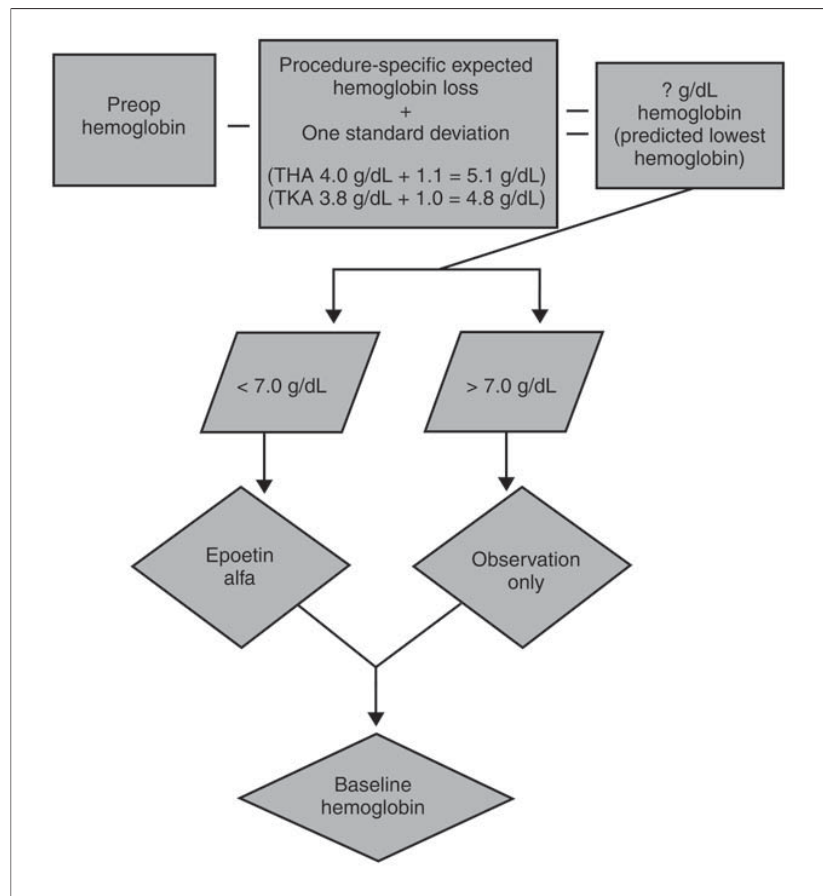 Preop
hemoglobin
–
Procedure-specific expected
hemoglobin loss
+
One standard deviation
(THA 4.0 g/dL + 1.1 = 5.1 g/dL)
(TKA 3.8 g/dL + 1.0 = 4.8 g/dL)
=
? g/dL
hemoglobin
(predicted lowest
hemoglobin)
< 7.0 g/dL
> 7.0 g/dL
Epoetin
alfa
Observation
only
Baseline
hemoglobin